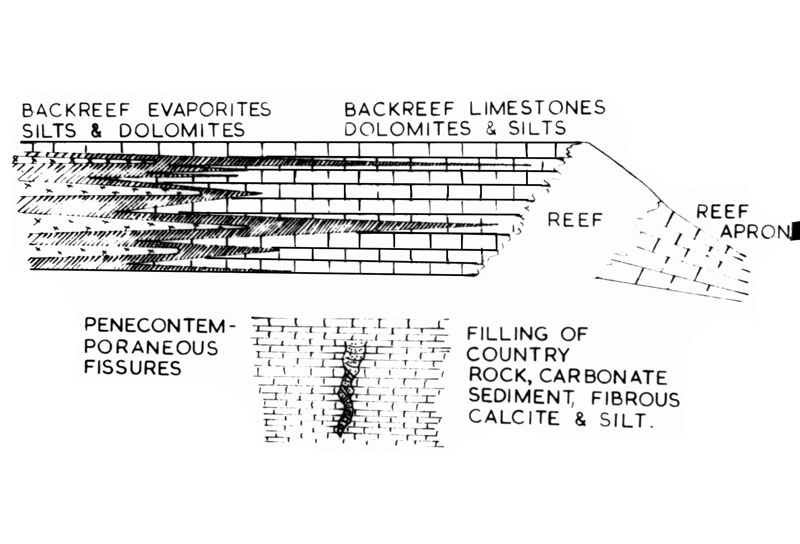 BACKREEF EVAPORITES
SILTS & DOLOMITES
BACKREEF LIMESTONES
DOLOMITES & SILTS
REEF
REEF
APRON
PENECONTEM-
PORANEOUS
FISSURES
FILLING OF
COUNTRY
ROCK, CARBONATE
SEDIMENT, FIBROUS
CALCITE & SILT.